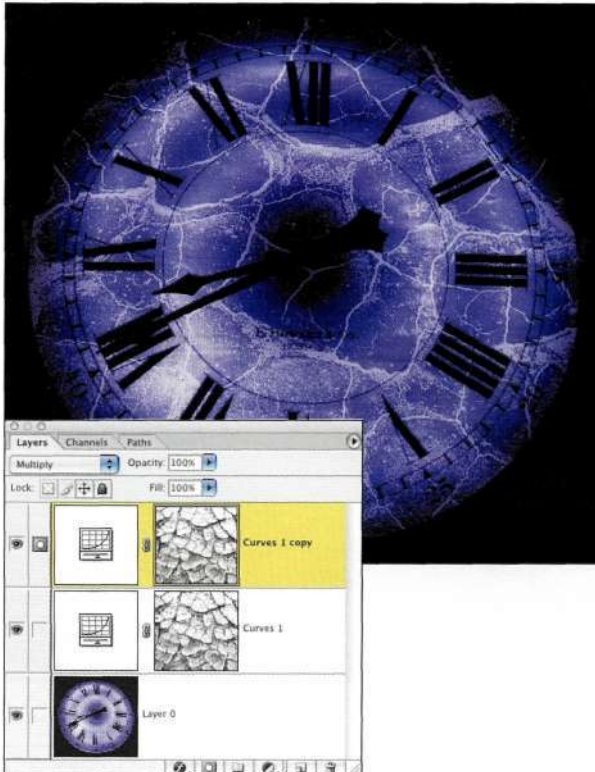 Layers Channels Paths
Multiply Opacity: 100%
Lock: Fill: 100%
Curves 1 copy
Curves 1
Layer 0